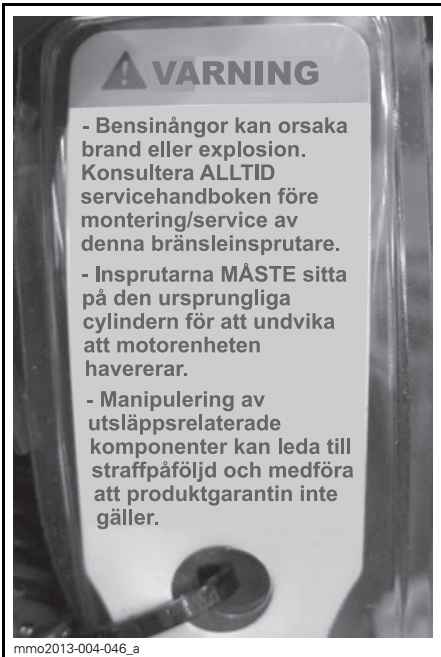 VARNING
- Bensinångor kan orsaka
brand eller explosion.
Konsultera ALLTID
servicehandboken före
montering/service av
denna bränsleinsprutare.
- Insprutarna MÅSTE sitta
på den ursprungliga
cylindern för att undvika
att motorenheten
havererar.
- Manipulering av
utsläppsrelaterade
komponenter kan leda till
straffpåföljd och medföra
att produktgarantin inte
gäller.
mmo2013-004-046_a